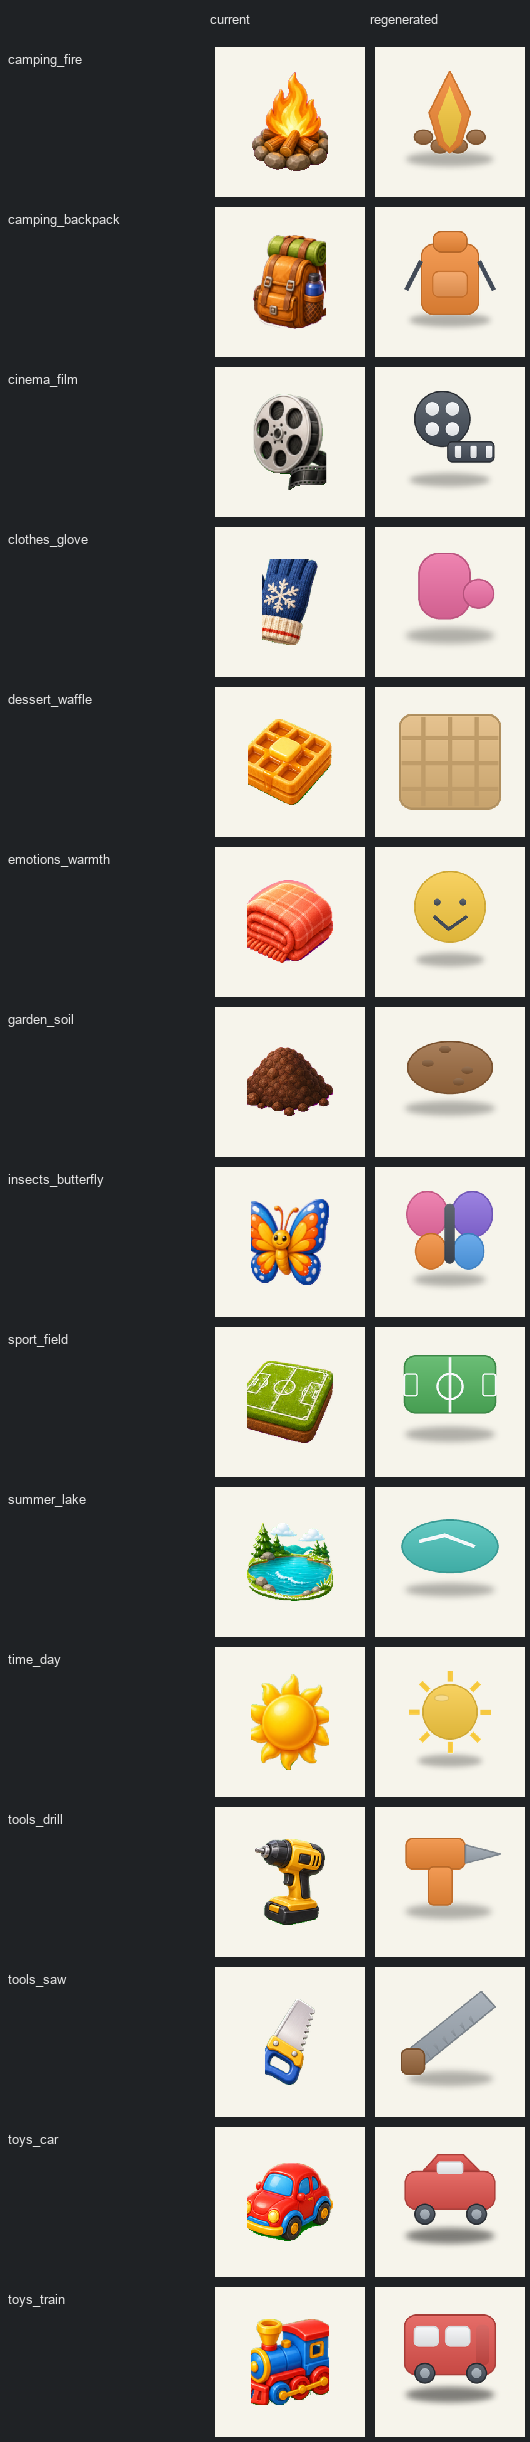 current regenerated
camping_fire
camping_backpack
cinema_film
clothes_glove
dessert_waffle
emotions_warmth
garden_soil
insects_butterfly
sport_field
summer_lake
time_day
tools_drill
tools_saw
toys_car
toys_train